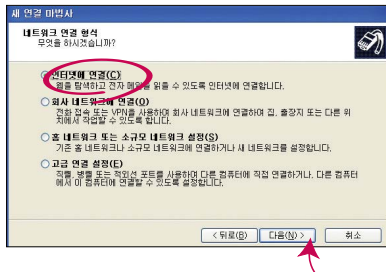 새 연결 마법사
네트워크 연결 형식
무엇을 하시겠습니까?
인터넷에 연결(C)
웹을 탐색하고 전자 메일을 읽을 수 있도록 인터넷에 연결합니다.
회사 네트워크에 연결(O)
전화 접속 또는 VPN을 사용하여 회사 네트워크에 연결하여 집, 출장지 또는 다른 위
치에서 작업할 수 있도록 합니다.
홈 네트워크 또는 소규모 네트워크 설정(S)
기존 홈 네트워크나 소규모 네트워크에 연결하거나 새 네트워크를 설정합니다.
고급 연결 설정(E)
직렬, 병렬 또는 적외선 포트를 사용하여 다른 컴퓨터에 직접 연결하거나, 다른 컴퓨터
에서 이 컴퓨터에 연결할 수 있도록 설정합니다.
< 뒤로(B) 다음(N) > 취소